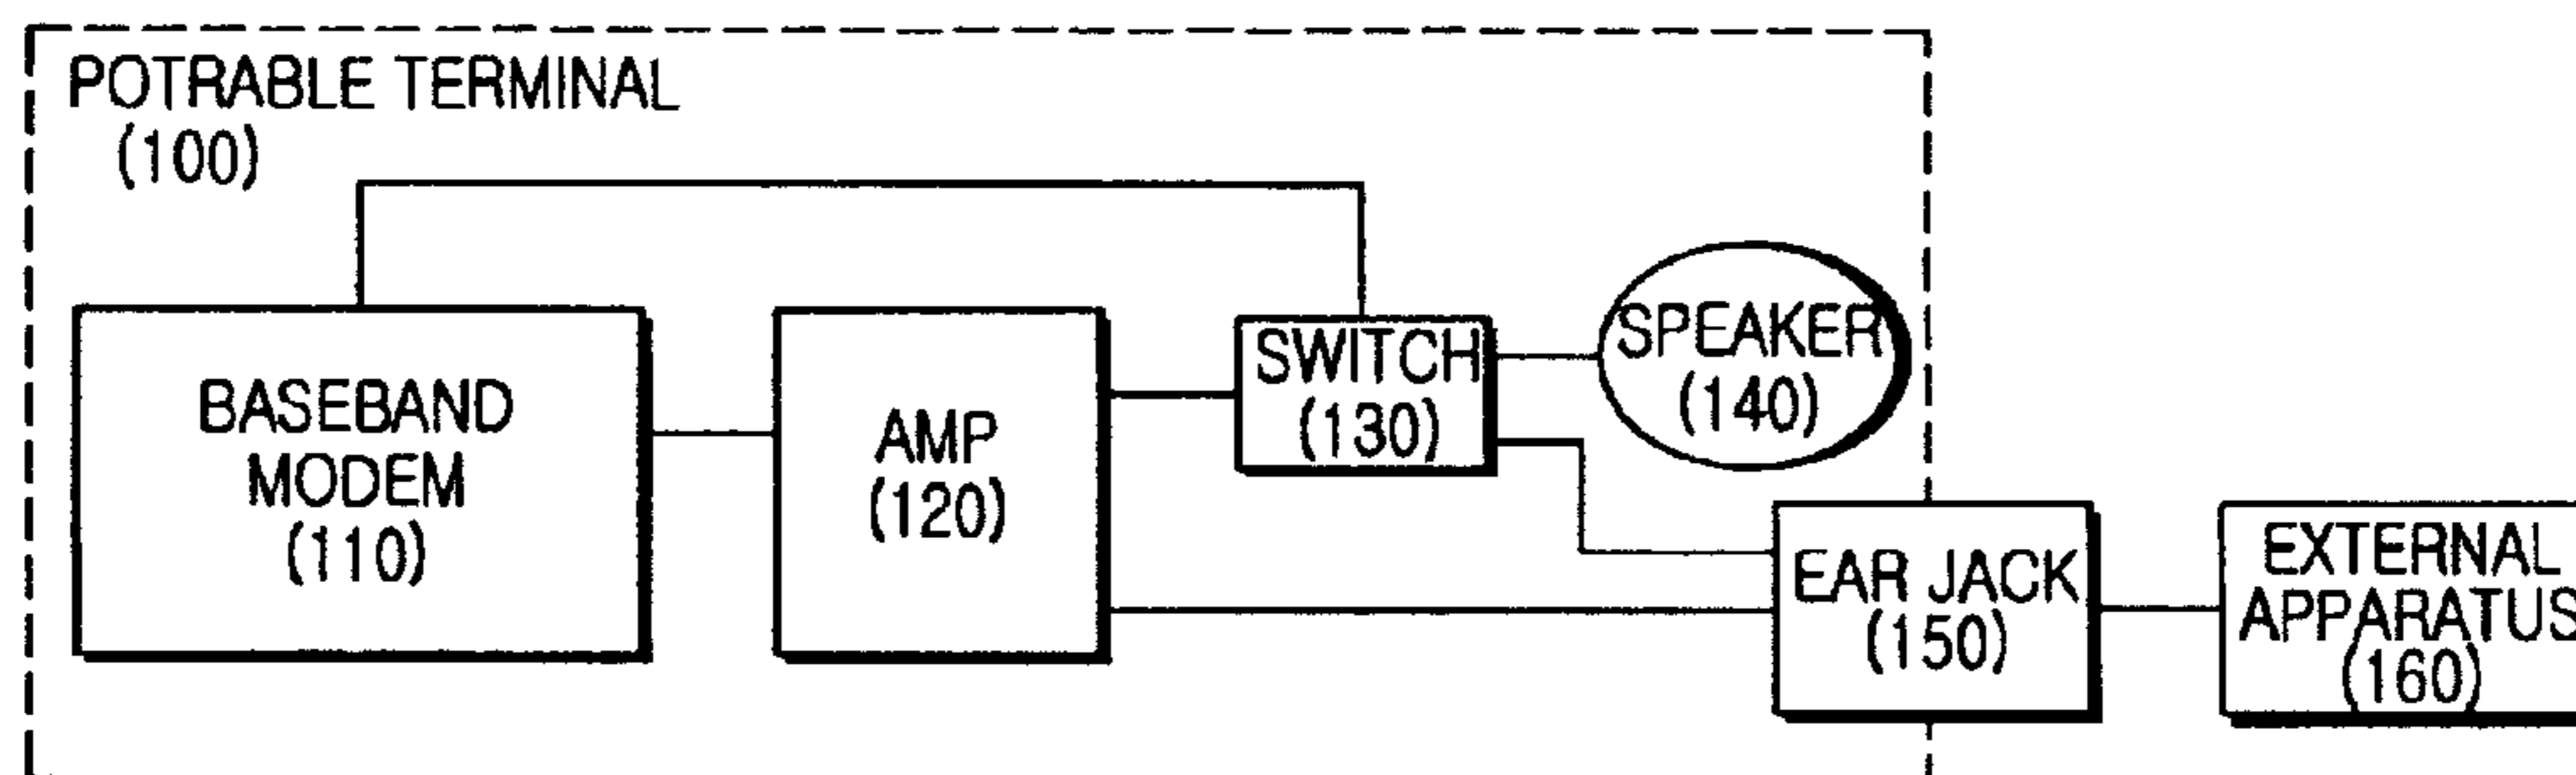 POTRABLE TERMINAL
(100)
BASEBAND
MODEM
(110)
AMP
(120)
SWITCH
(130)
SPEAKER
(140)
EAR JACK
(150)
EXTERNAL
APPARATUS
(160)